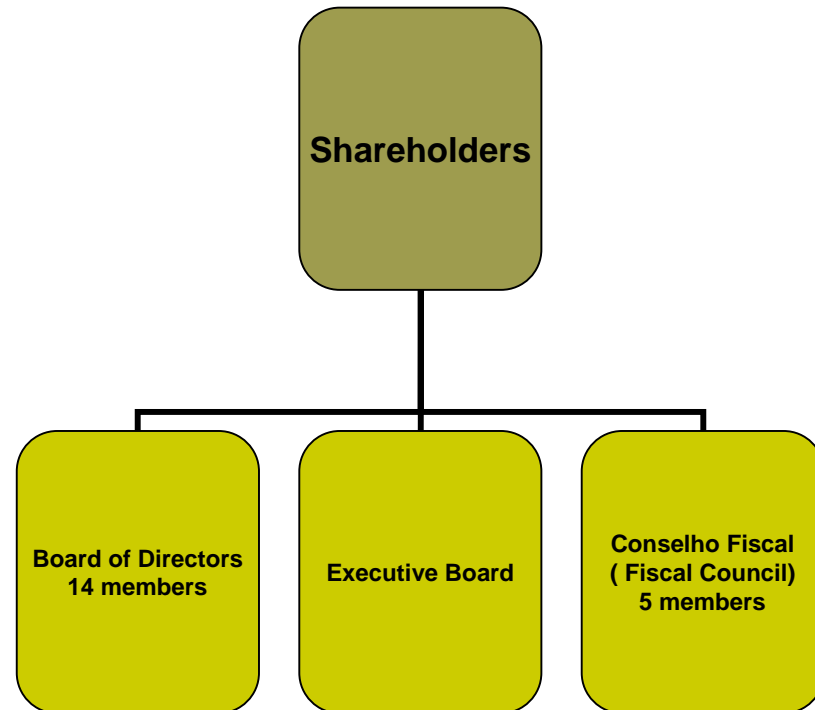 Shareholders
Board of Directors
14 members
Executive Board
Conselho Fiscal
( Fiscal Council)
5 members